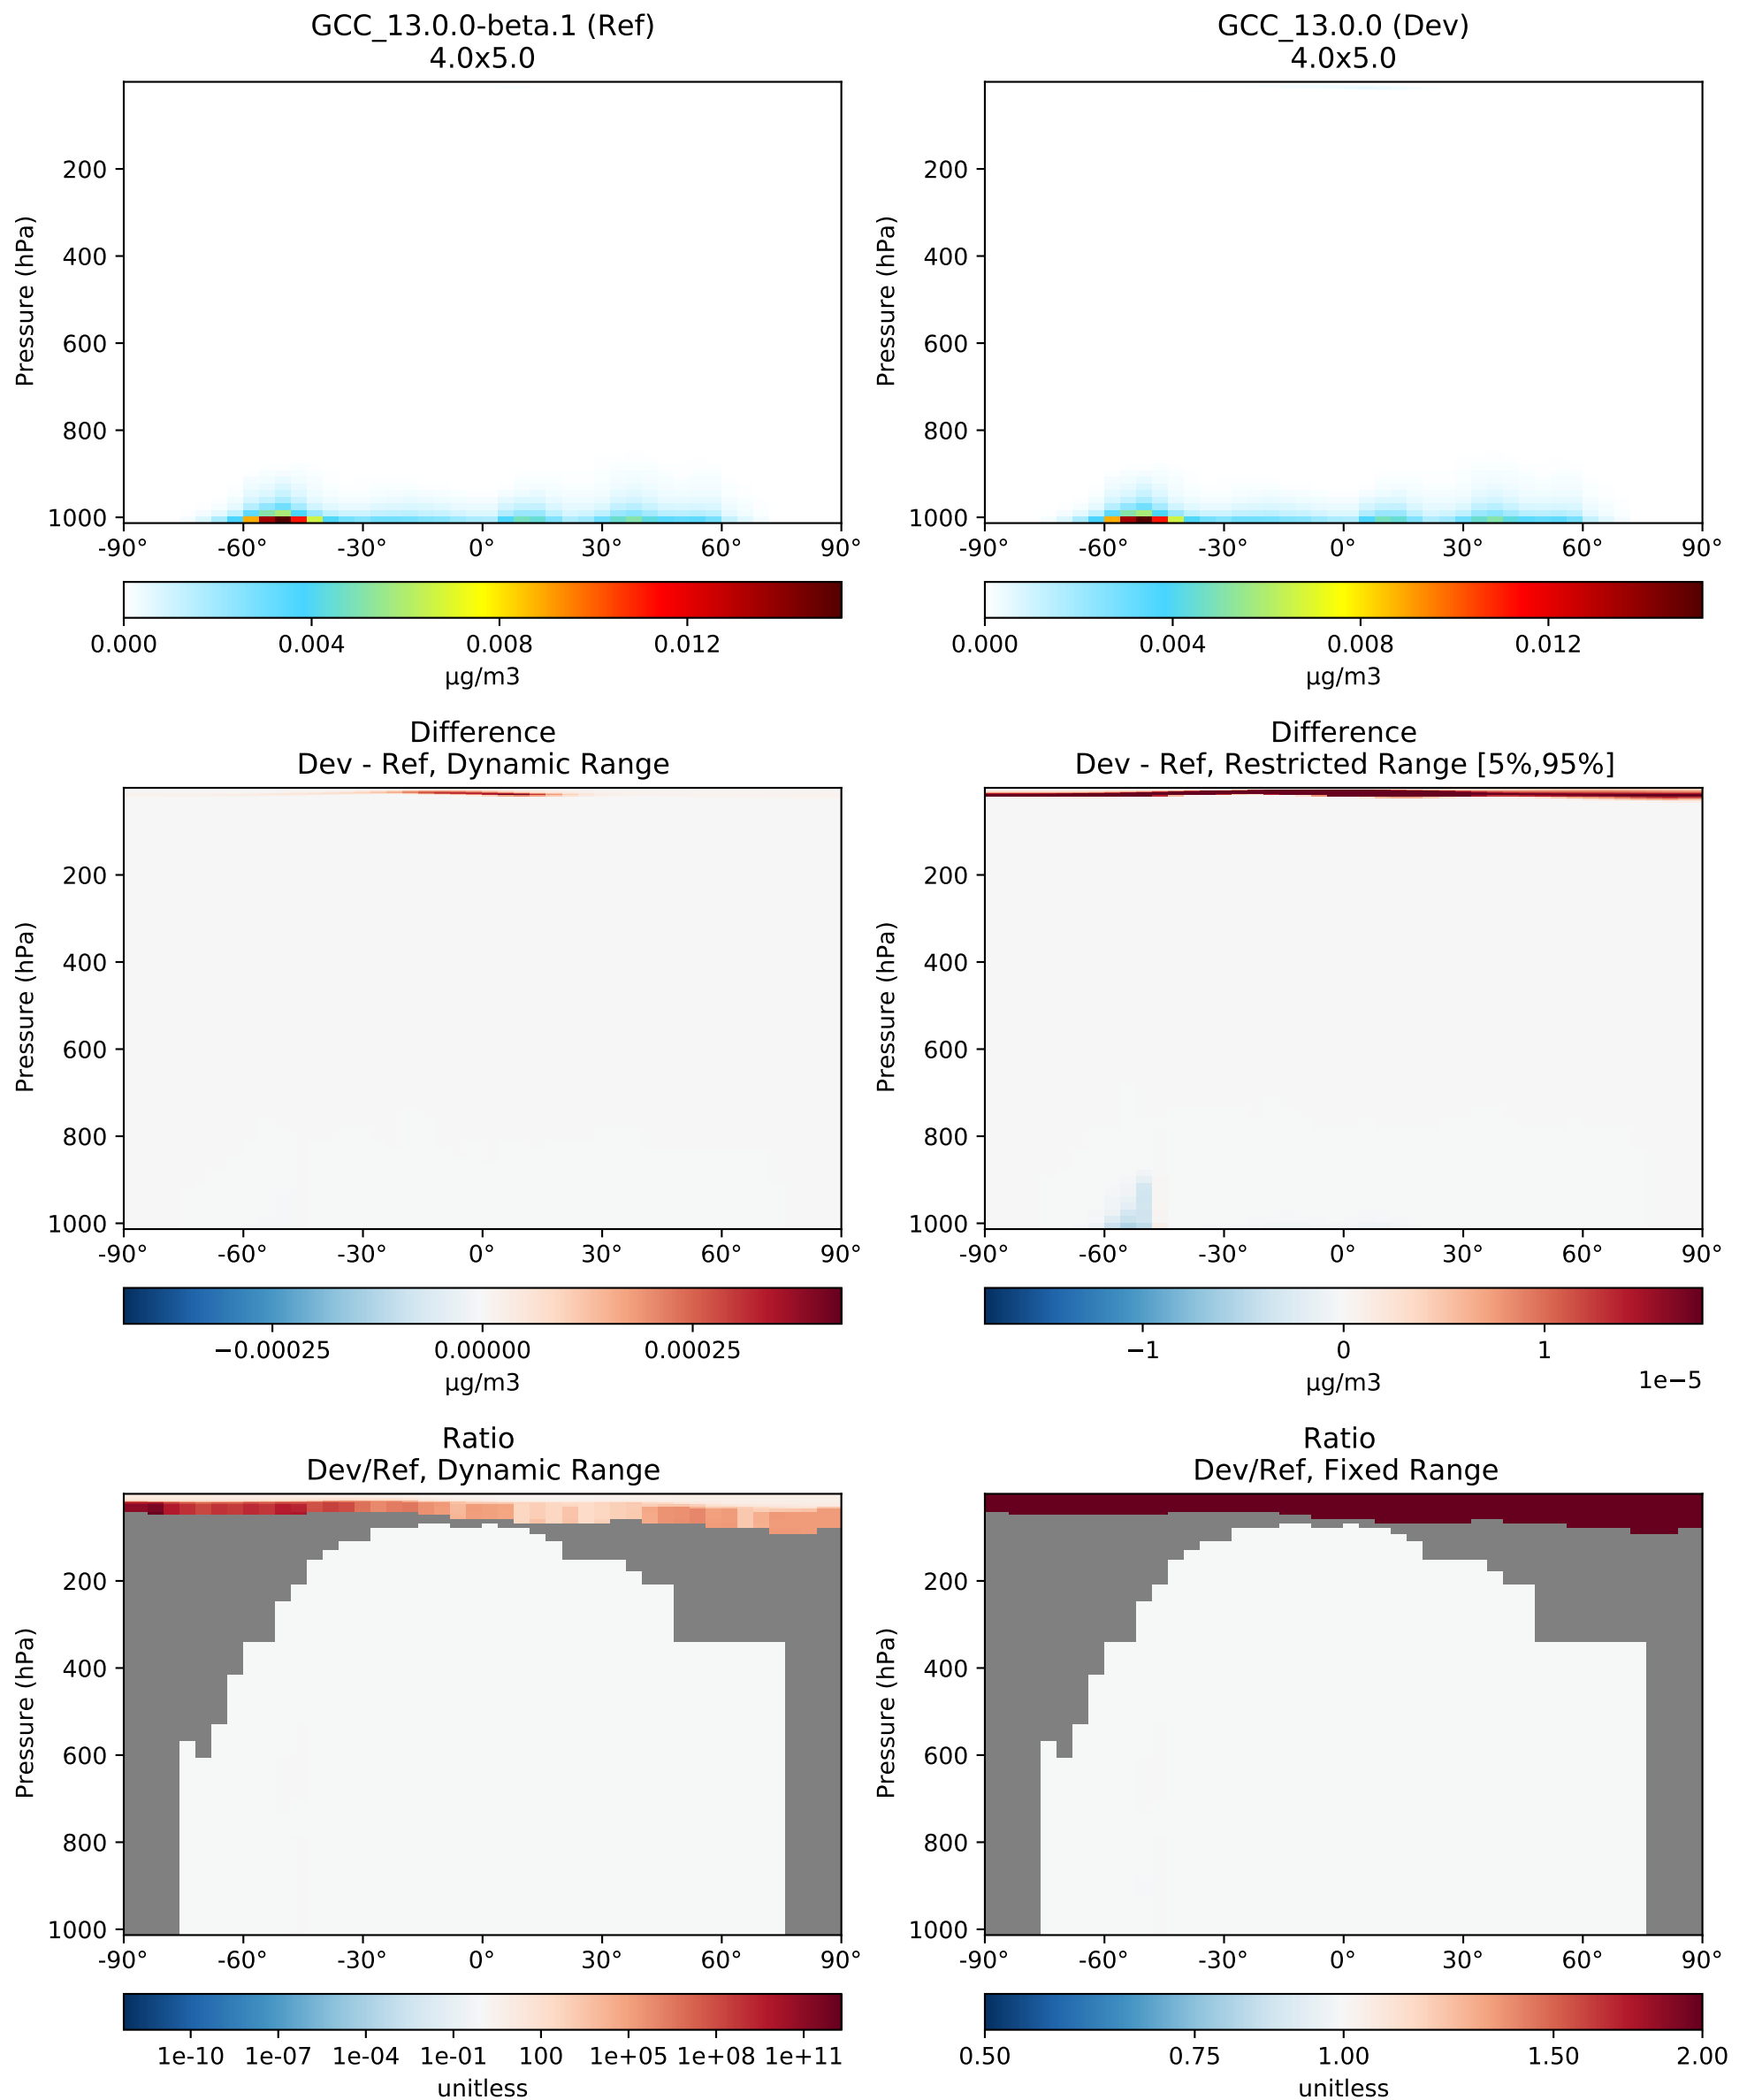 GCC_13.0.0-beta.1 (Ref)
4.0x5.0
GCC_13.0.0 (Dev)
4.0x5.0
Pressure (hPa)
200
400
600
800
1000
-90° -60° -30° 0° 30° 60° 90°
0.000 0.004 0.008 0.012
µg/m3
Pressure (hPa)
200
400
600
800
1000
-90° -60° -30° 0° 30° 60° 90°
0.000 0.004 0.008 0.012
µg/m3
Difference
Dev - Ref, Dynamic Range
Pressure (hPa)
200
400
600
800
1000
-90° -60° -30° 0° 30° 60° 90°
−0.00025 0.00000 0.00025
µg/m3
Difference
Dev - Ref, Restricted Range [5%,95%]
Pressure (hPa)
200
400
600
800
1000
-90° -60° -30° 0° 30° 60° 90°
−1 0 1
µg/m3 1e−5
Ratio
Dev/Ref, Dynamic Range
Pressure (hPa)
200
400
600
800
1000
-90° -60° -30° 0° 30° 60° 90°
1e-10 1e-07 1e-04 1e-01 100 1e+05 1e+08 1e+11
unitless
Ratio
Dev/Ref, Fixed Range
Pressure (hPa)
200
400
600
800
1000
-90° -60° -30° 0° 30° 60° 90°
0.50 0.75 1.00 1.50 2.00
unitless